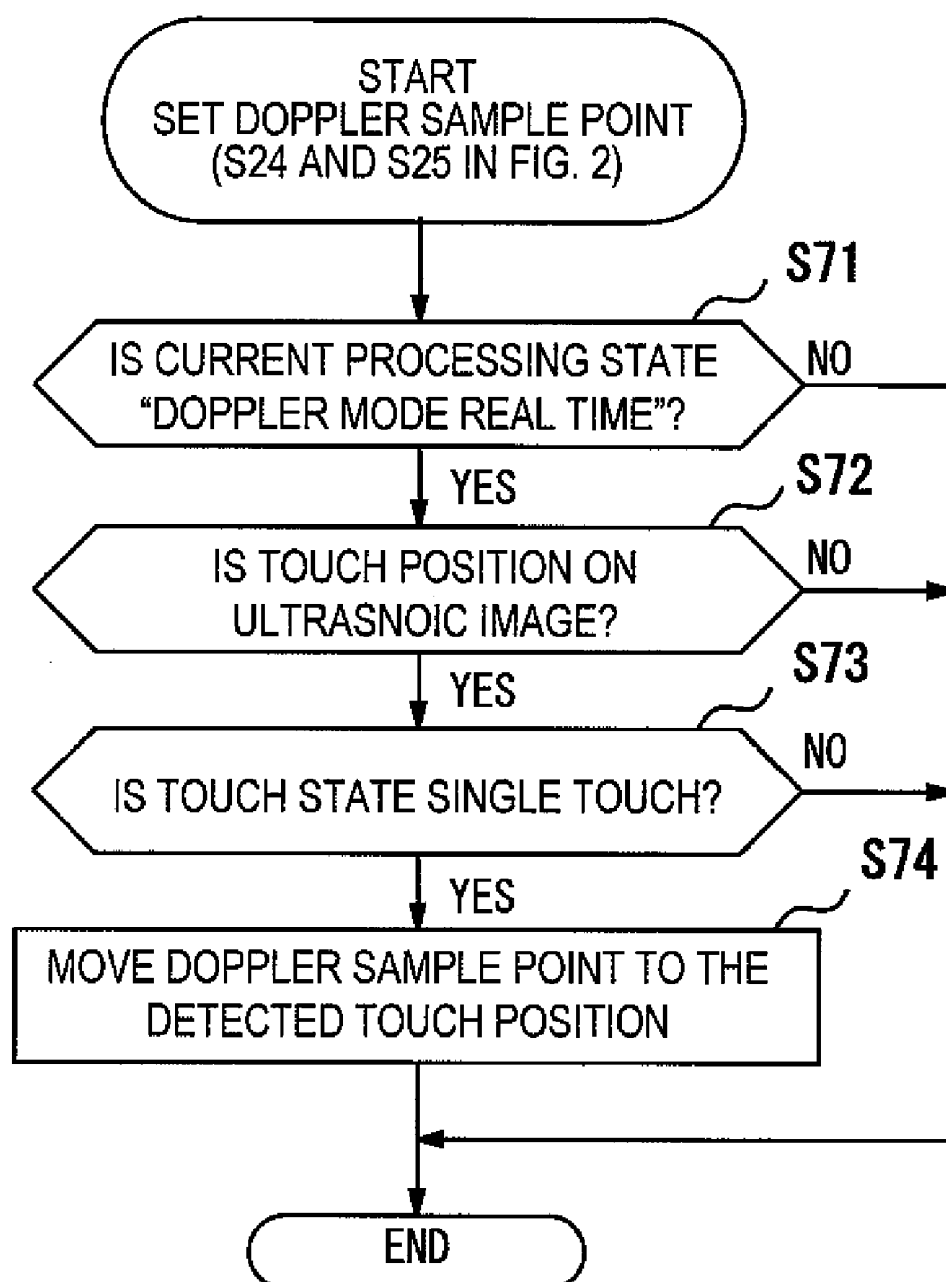 START
SET DOPPLER SAMPLE POINT
(S24 AND S25 IN FIG. 2)
S71
IS CURRENT PROCESSING STATE
“DOPPLER MODE REAL TIME”?
NO
YES
S72
IS TOUCH POSITION ON
ULTRASNOIC IMAGE?
NO
YES
S73
IS TOUCH STATE SINGLE TOUCH?
NO
YES
S74
MOVE DOPPLER SAMPLE POINT TO THE
DETECTED TOUCH POSITION
END